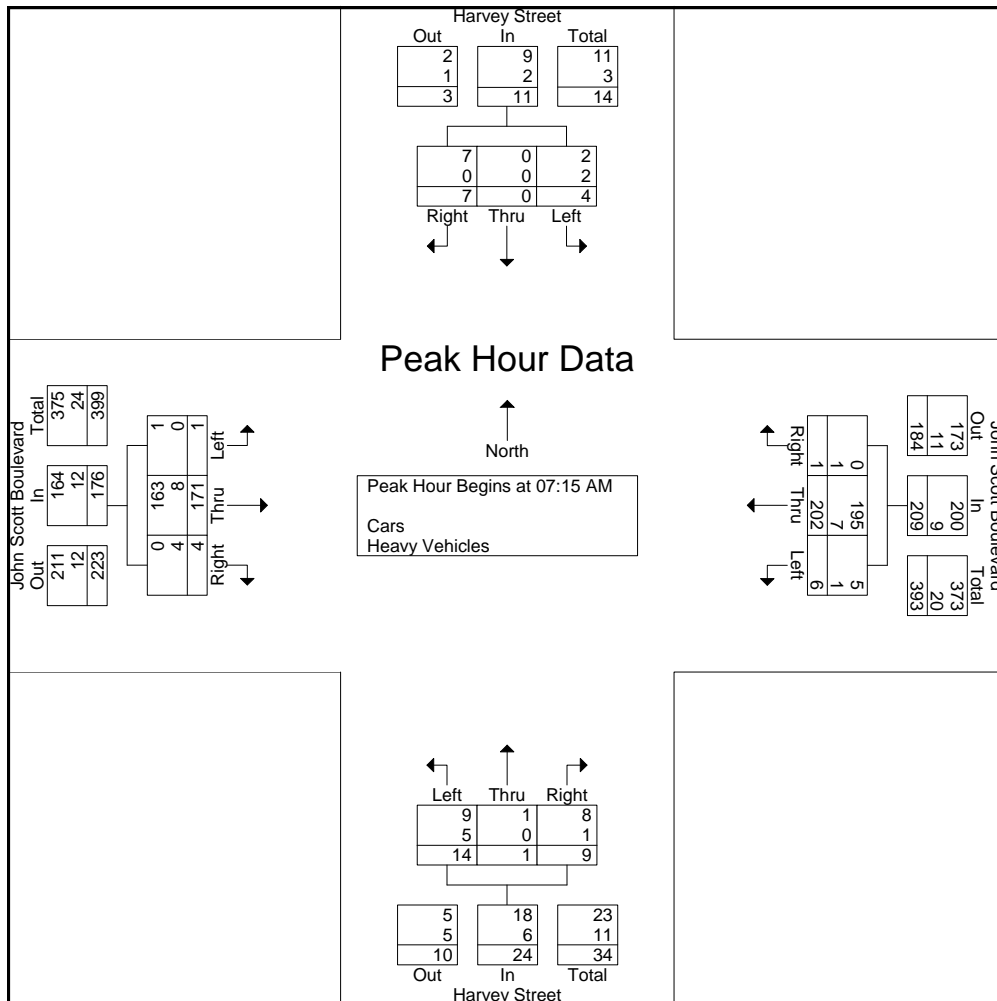 Harvey Street
Out In Total
2 9 11
1 2 3
3 11 14
7 0 2
0 0 2
7 0 4
Right Thru Left
Peak Hour Data
North
Peak Hour Begins at 07:15 AM
Cars
Heavy Vehicles
John Scott Boulevard
Total In Out
375 164 211
24 12 12
399 176 223
1 163 0
0 8 4
1 171 4
Left Thru Right
John Scott Boulevard
Out In Total
173 200 373
11 9 20
184 209 393
0 195 5
1 7 1
1 202 6
Right Thru Left
Left Thru Right
9 1 8
5 0 1
14 1 9
5 18 23
5 6 11
10 24 34
Out In Total
Harvey Street